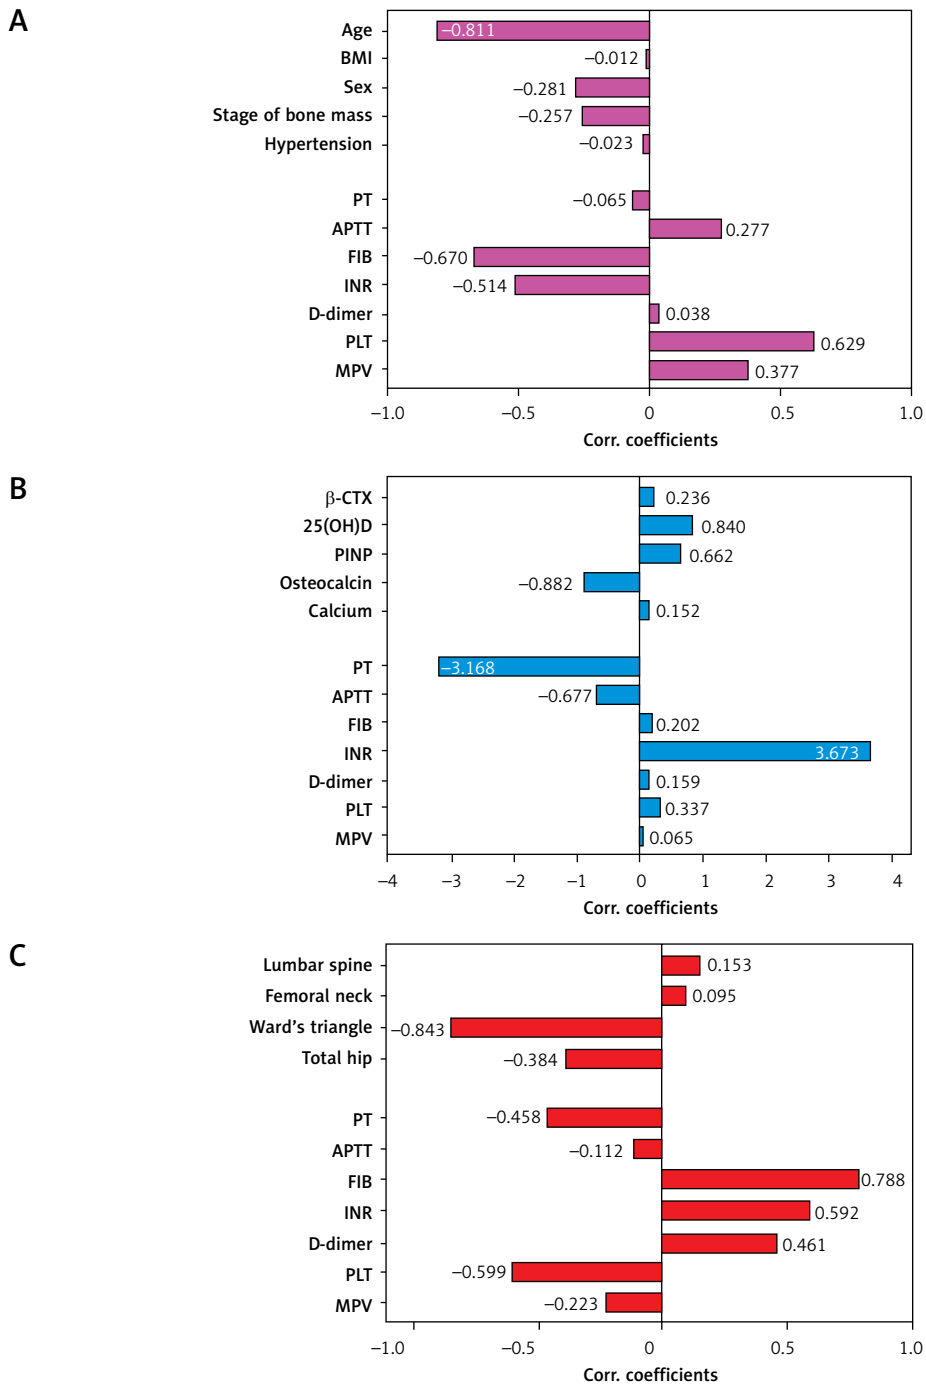 A
Age −0.811
BMI −0.012
Sex −0.281
Stage of bone mass −0.257
Hypertension −0.023
PT −0.065
APTT 0.277
FIB −0.670
INR −0.514
D-dimer 0.038
PLT 0.629
MPV 0.377
−1.0 −0.5 0 0.5 1.0
Corr. coefficients
B
β-CTX 0.236
25(OH)D 0.840
PINP 0.662
Osteocalcin −0.882
Calcium 0.152
PT −3.168
APTT −0.677
FIB 0.202
INR 3.673
D-dimer 0.159
PLT 0.337
MPV 0.065
−4 −3 −2 −1 0 1 2 3 4
Corr. coefficients
C
Lumbar spine 0.153
Femoral neck 0.095
Ward’s triangle −0.843
Total hip −0.384
PT −0.458
APTT −0.112
FIB 0.788
INR 0.592
D-dimer 0.461
PLT −0.599
MPV −0.223
−1.0 −0.5 0 0.5 1.0
Corr. coefficients